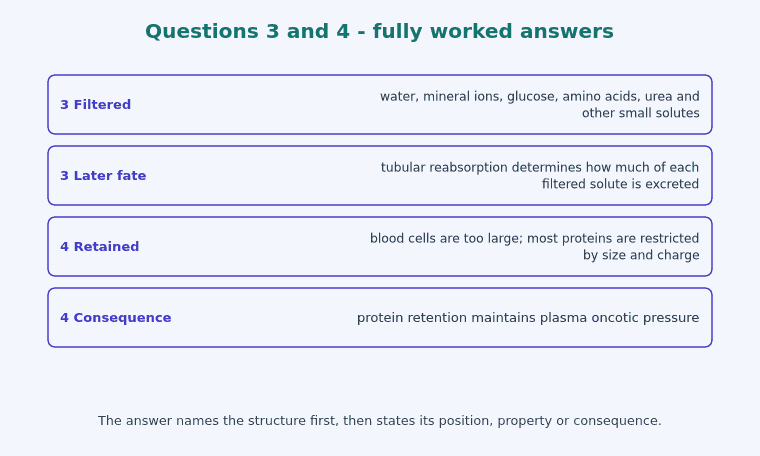 Questions 3 and 4 - fully worked answers
3 Filtered
water, mineral ions, glucose, amino acids, urea and
other small solutes
3 Later fate
tubular reabsorption determines how much of each
filtered solute is excreted
4 Retained
blood cells are too large; most proteins are restricted
by size and charge
4 Consequence
protein retention maintains plasma oncotic pressure
The answer names the structure first, then states its position, property or consequence.